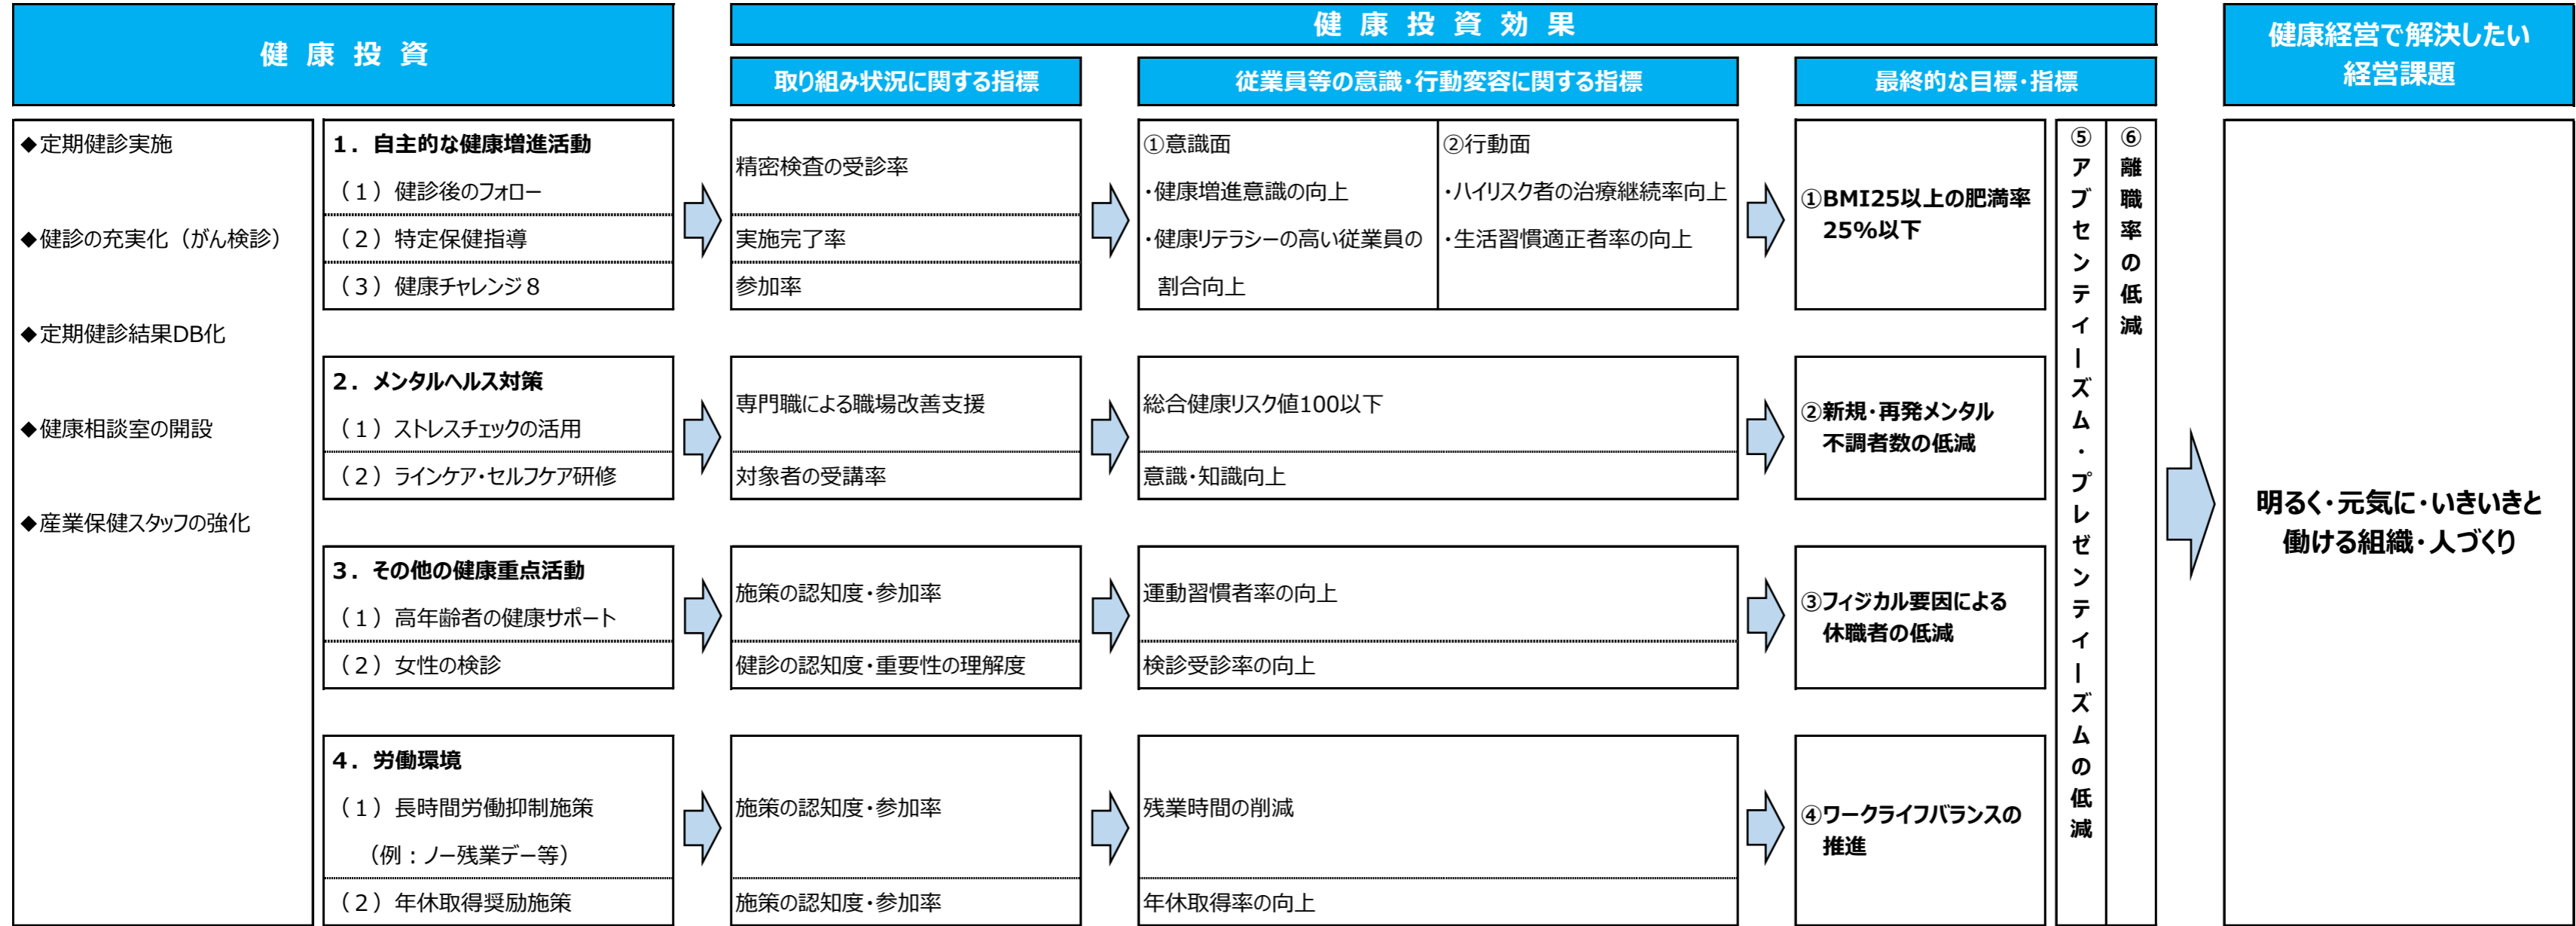 健康投資
健康投資効果
健康経営で解決したい
経営課題
取り組み状況に関する指標
従業員等の意識・行動変容に関する指標
最終的な目標・指標
◆定期健診実施
◆健診の充実化（がん検診）
◆定期健診結果DB化
◆健康相談室の開設
◆産業保健スタッフの強化
1．自主的な健康増進活動
（1）健診後のフォロー
（2）特定保健指導
（3）健康チャレンジ8
精密検査の受診率
実施完了率
参加率
①意識面
・健康増進意識の向上
・健康リテラシーの高い従業員の
割合向上
②行動面
・ハイリスク者の治療継続率向上
・生活習慣適正者率の向上
①BMI25以上の肥満率
25%以下
2．メンタルヘルス対策
（1）ストレスチェックの活用
（2）ラインケア・セルフケア研修
専門職による職場改善支援
対象者の受講率
総合健康リスク値100以下
意識・知識向上
②新規・再発メンタル
不調者数の低減
3．その他の健康重点活動
（1）高年齢者の健康サポート
（2）女性の検診
施策の認知度・参加率
健診の認知度・重要性の理解度
運動習慣者率の向上
検診受診率の向上
③フィジカル要因による
休職者の低減
4．労働環境
（1）長時間労働抑制施策
（例：ノー残業デー等）
（2）年休取得奨励施策
施策の認知度・参加率
施策の認知度・参加率
残業時間の削減
年休取得率の向上
④ワークライフバランスの
推進
⑤アブセンティーズム・プレゼンティーズムの低減
⑥離職率の低減
明るく・元気に・いきいきと
働ける組織・人づくり